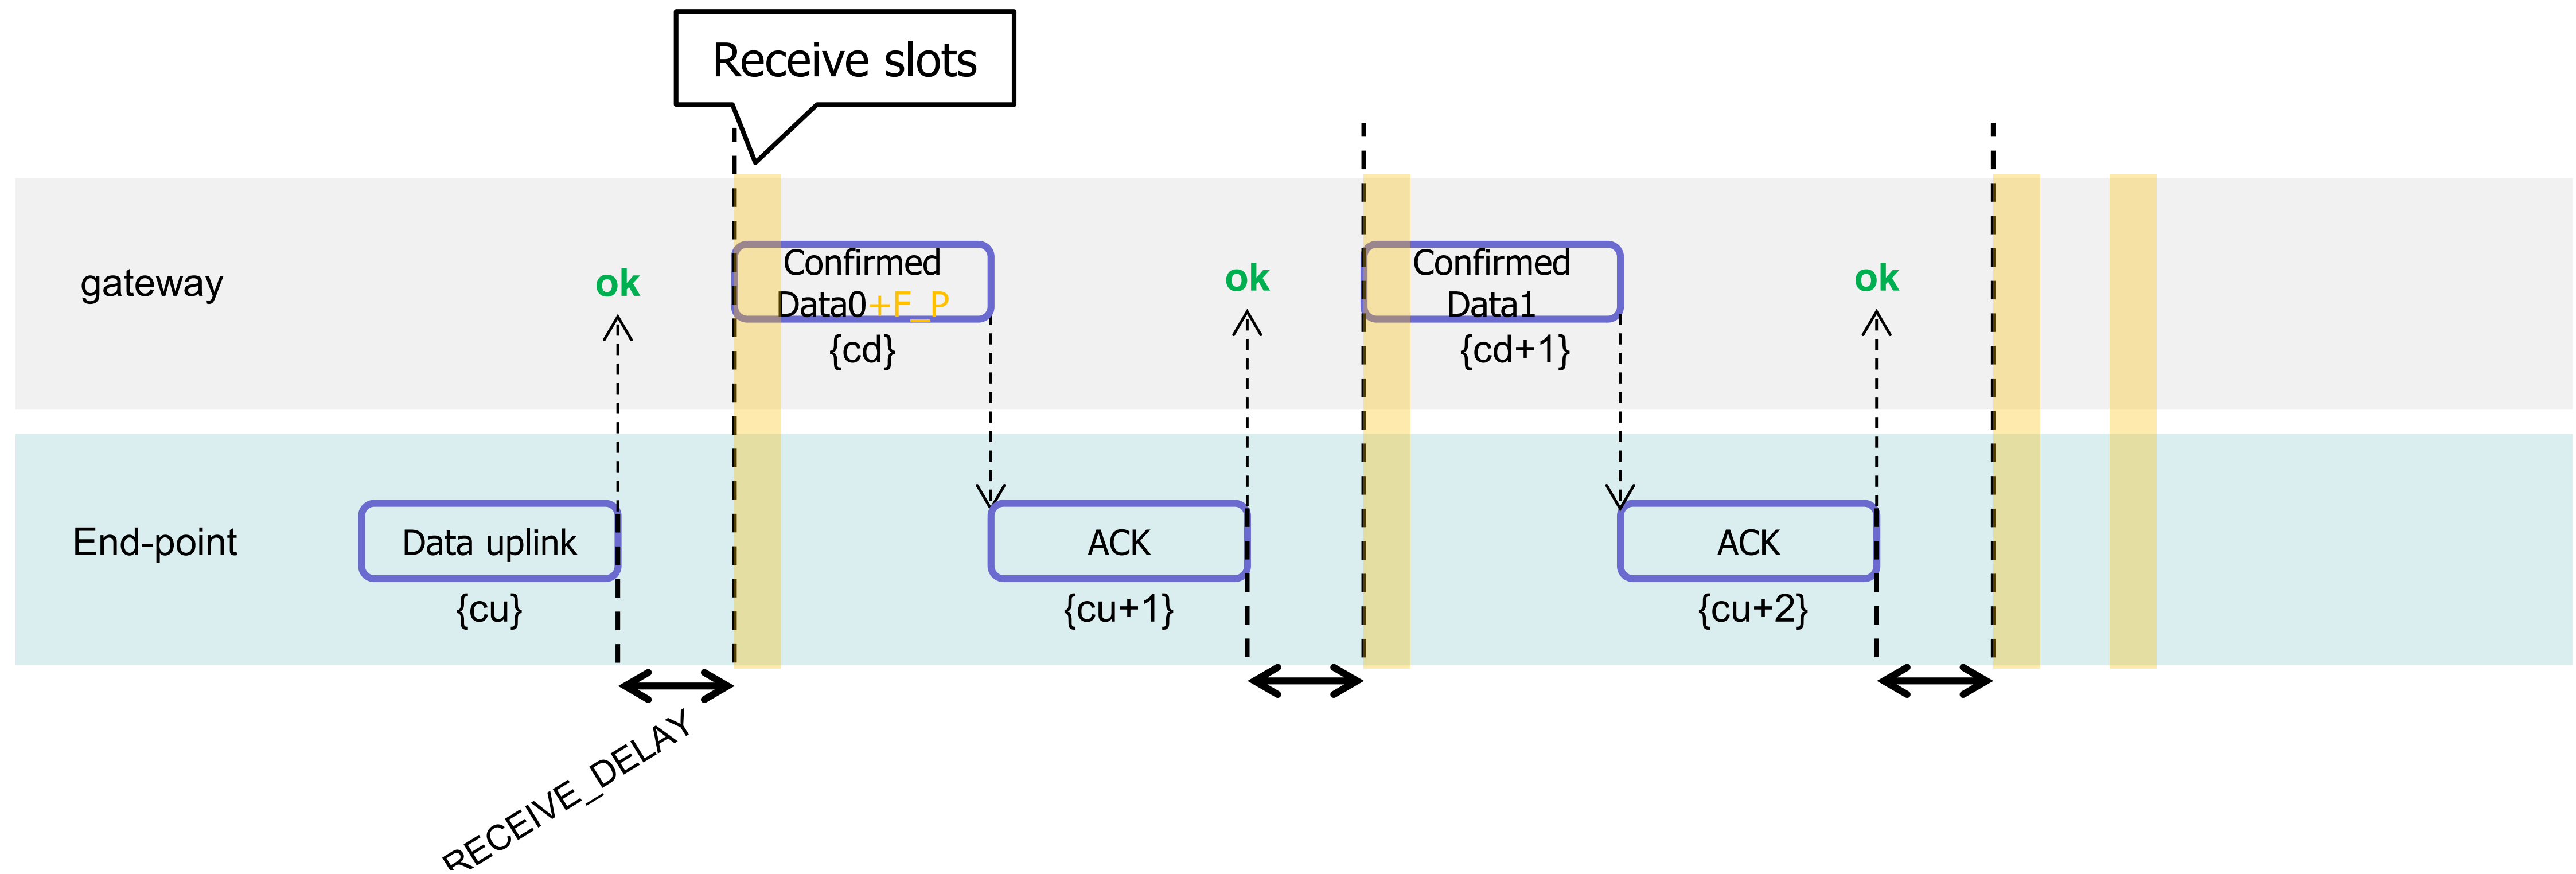 Receive slots
gateway
ok
Confirmed
Data0+F_P
{cd}
ok
Confirmed
Data1
{cd+1}
ok
End-point
Data uplink
{cu}
ACK
{cu+1}
ACK
{cu+2}
RECEIVE_DELAY